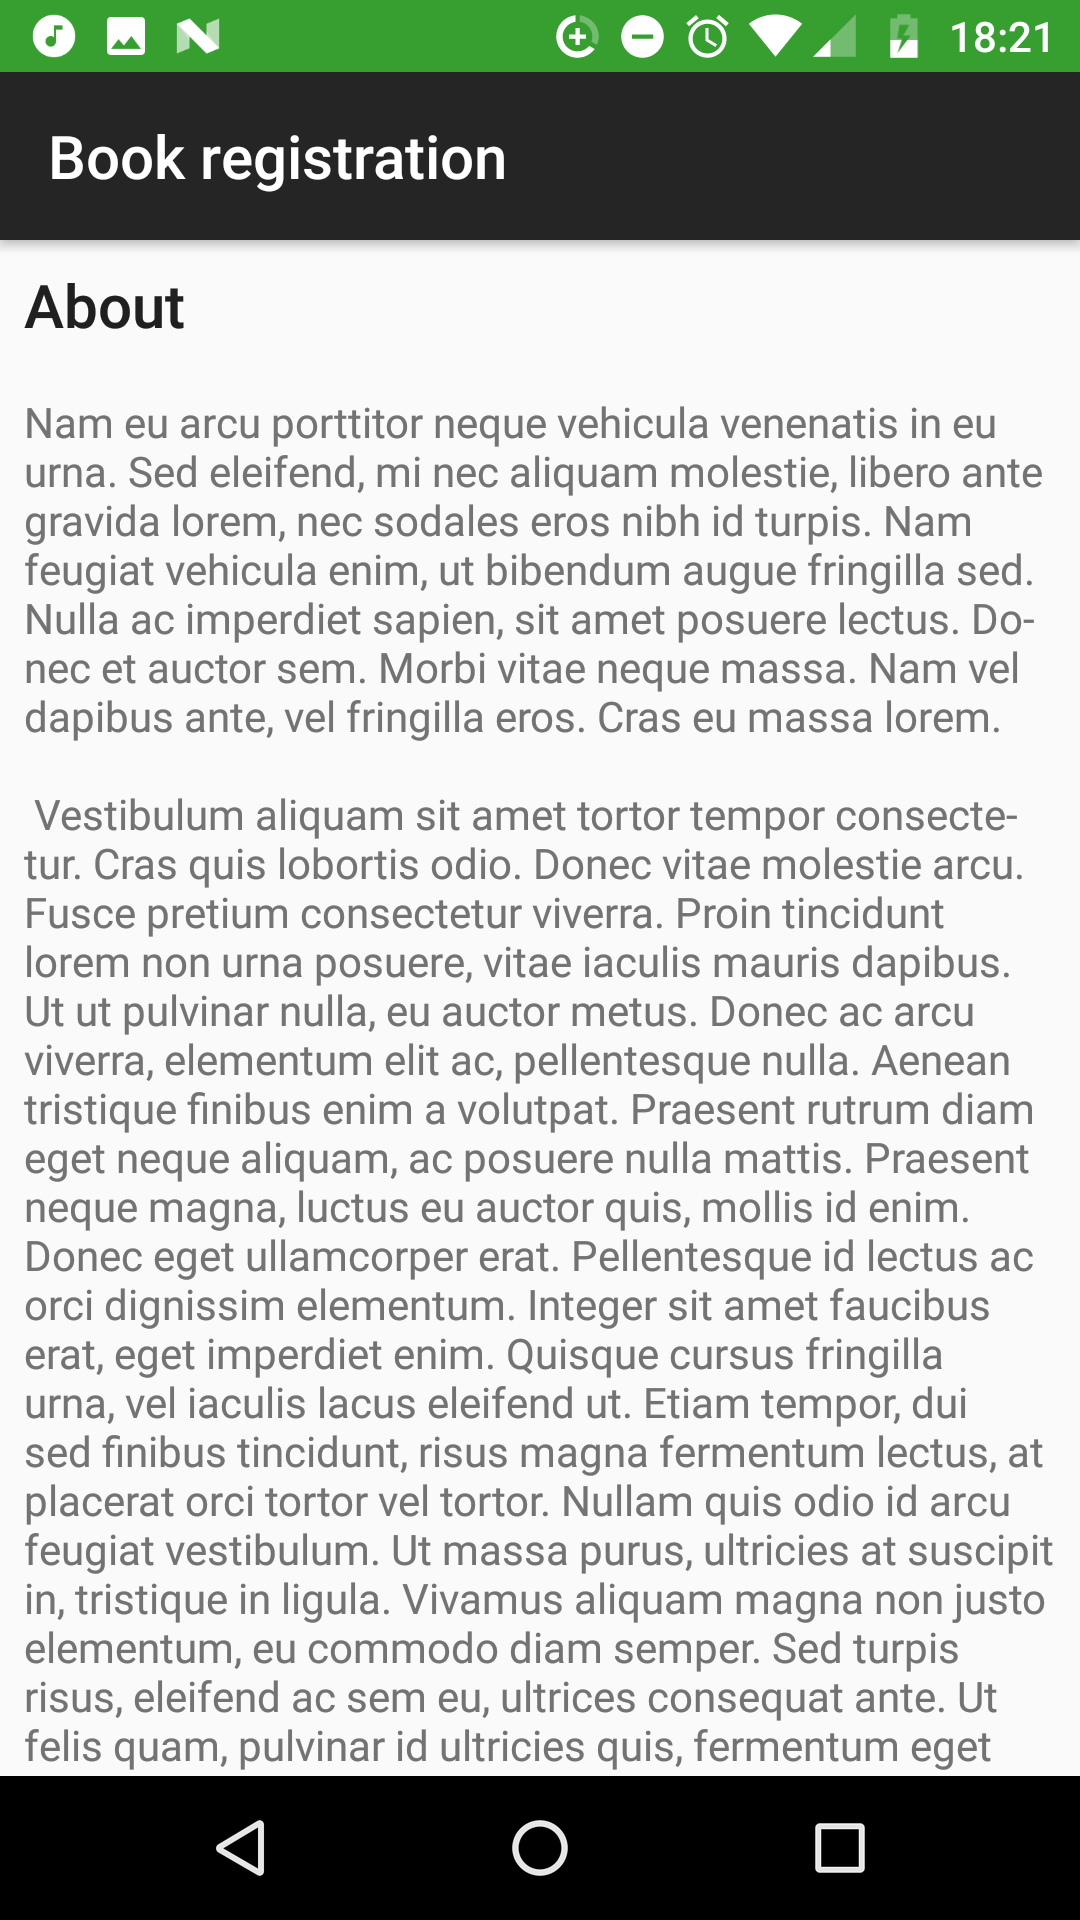 18:21
Book registration
About
Nam eu arcu porttitor neque vehicula venenatis in eu
urna. Sed eleifend, mi nec aliquam molestie, libero ante
gravida lorem, nec sodales eros nibh id turpis. Nam
feugiat vehicula enim, ut bibendum augue fringilla sed.
Nulla ac imperdiet sapien, sit amet posuere lectus. Do-
nec et auctor sem. Morbi vitae neque massa. Nam vel
dapibus ante, vel fringilla eros. Cras eu massa lorem.
Vestibulum aliquam sit amet tortor tempor consecte-
tur. Cras quis lobortis odio. Donec vitae molestie arcu.
Fusce pretium consectetur viverra. Proin tincidunt
lorem non urna posuere, vitae iaculis mauris dapibus.
Ut ut pulvinar nulla, eu auctor metus. Donec ac arcu
viverra, elementum elit ac, pellentesque nulla. Aenean
tristique finibus enim a volutpat. Praesent rutrum diam
eget neque aliquam, ac posuere nulla mattis. Praesent
neque magna, luctus eu auctor quis, mollis id enim.
Donec eget ullamcorper erat. Pellentesque id lectus ac
orci dignissim elementum. Integer sit amet faucibus
erat, eget imperdiet enim. Quisque cursus fringilla
urna, vel iaculis lacus eleifend ut. Etiam tempor, dui
sed finibus tincidunt, risus magna fermentum lectus, at
placerat orci tortor vel tortor. Nullam quis odio id arcu
feugiat vestibulum. Ut massa purus, ultricies at suscipit
in, tristique in ligula. Vivamus aliquam magna non justo
elementum, eu commodo diam semper. Sed turpis
risus, eleifend ac sem eu, ultrices consequat ante. Ut
felis quam, pulvinar id ultricies quis, fermentum eget